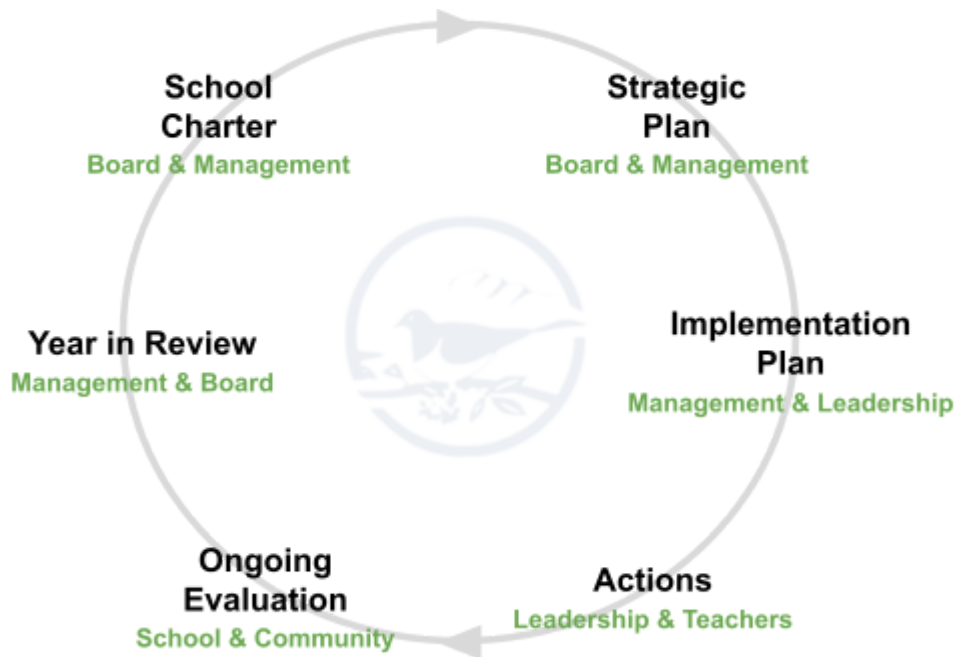 School
Charter
Board & Management
Strategic
Plan
Board & Management
Implementation
Plan
Management & Leadership
Actions
Leadership & Teachers
Ongoing
Evaluation
School & Community
Year in Review
Management & Board